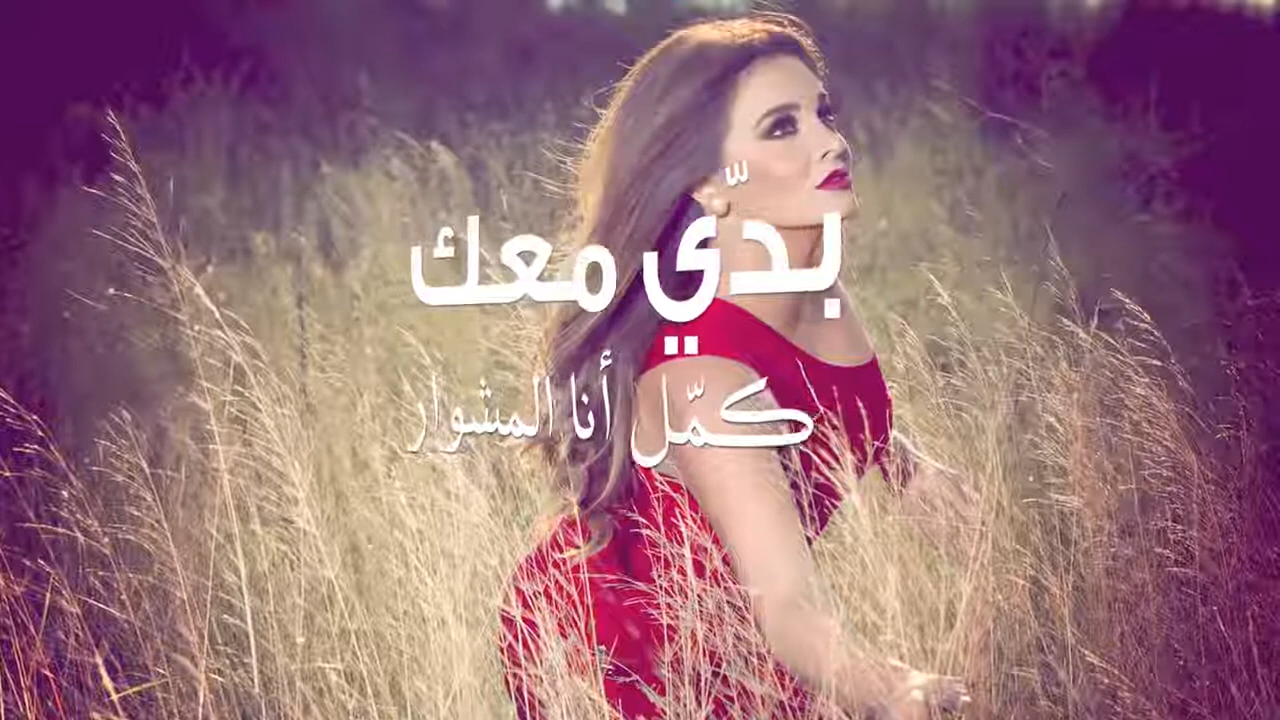 بدّي معك
كمّل أنا المشوار